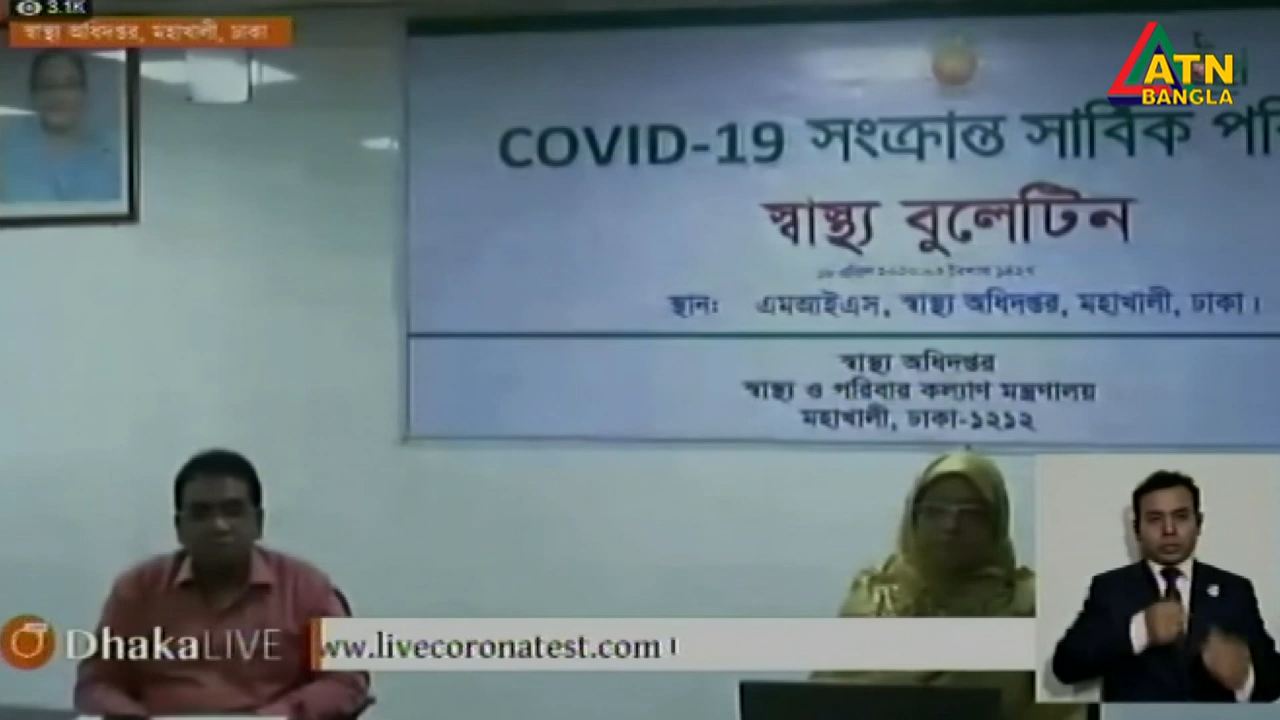 3.1K
স্বাস্থ্য অধিদপ্তর, মহাখালী, ঢাকা
ATN
BANGLA
COVID-19 সংক্রান্ত সার্বিক
স্বাস্থ্য বুলেটিন
স্থান: এমআইএস, স্বাস্থ্য অধিদপ্তর, মহাখালী, ঢাকা।
স্বাস্থ্য অধিদপ্তর
স্বাস্থ্য ও পরিবার কল্যাণ মন্ত্রণালয়
মহাখালী, ঢাকা-১২১২
DhakaLIVE
ww.livecoronatest.com।